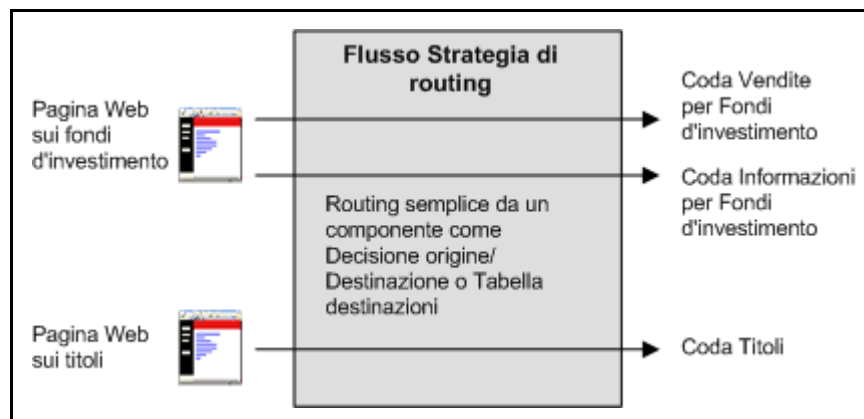 Flusso Strategia di
routing
Pagina Web
sui fondi
d'investimento
Coda Vendite
per Fondi
d'investimento
Coda Informazioni
per Fondi
d'investimento
Routing semplice da un
componente come
Decisione origine/
Destinazione o Tabella
destinazioni
Pagina Web
sui titoli
Coda Titoli